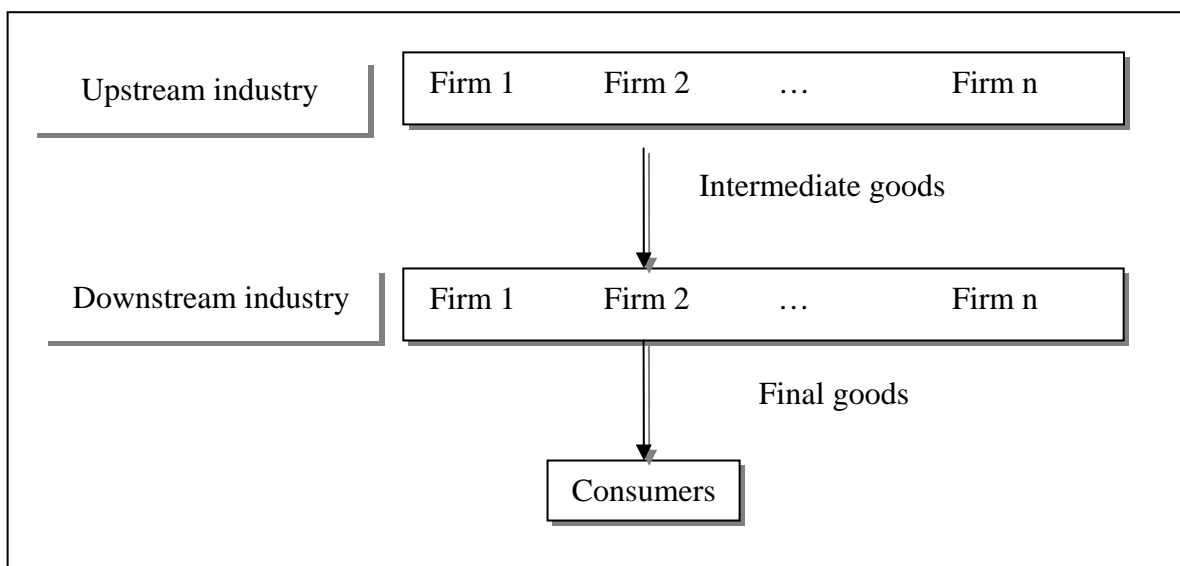 Upstream industry
Firm 1 Firm 2 … Firm n
Intermediate goods
Downstream industry
Firm 1 Firm 2 … Firm n
Final goods
Consumers